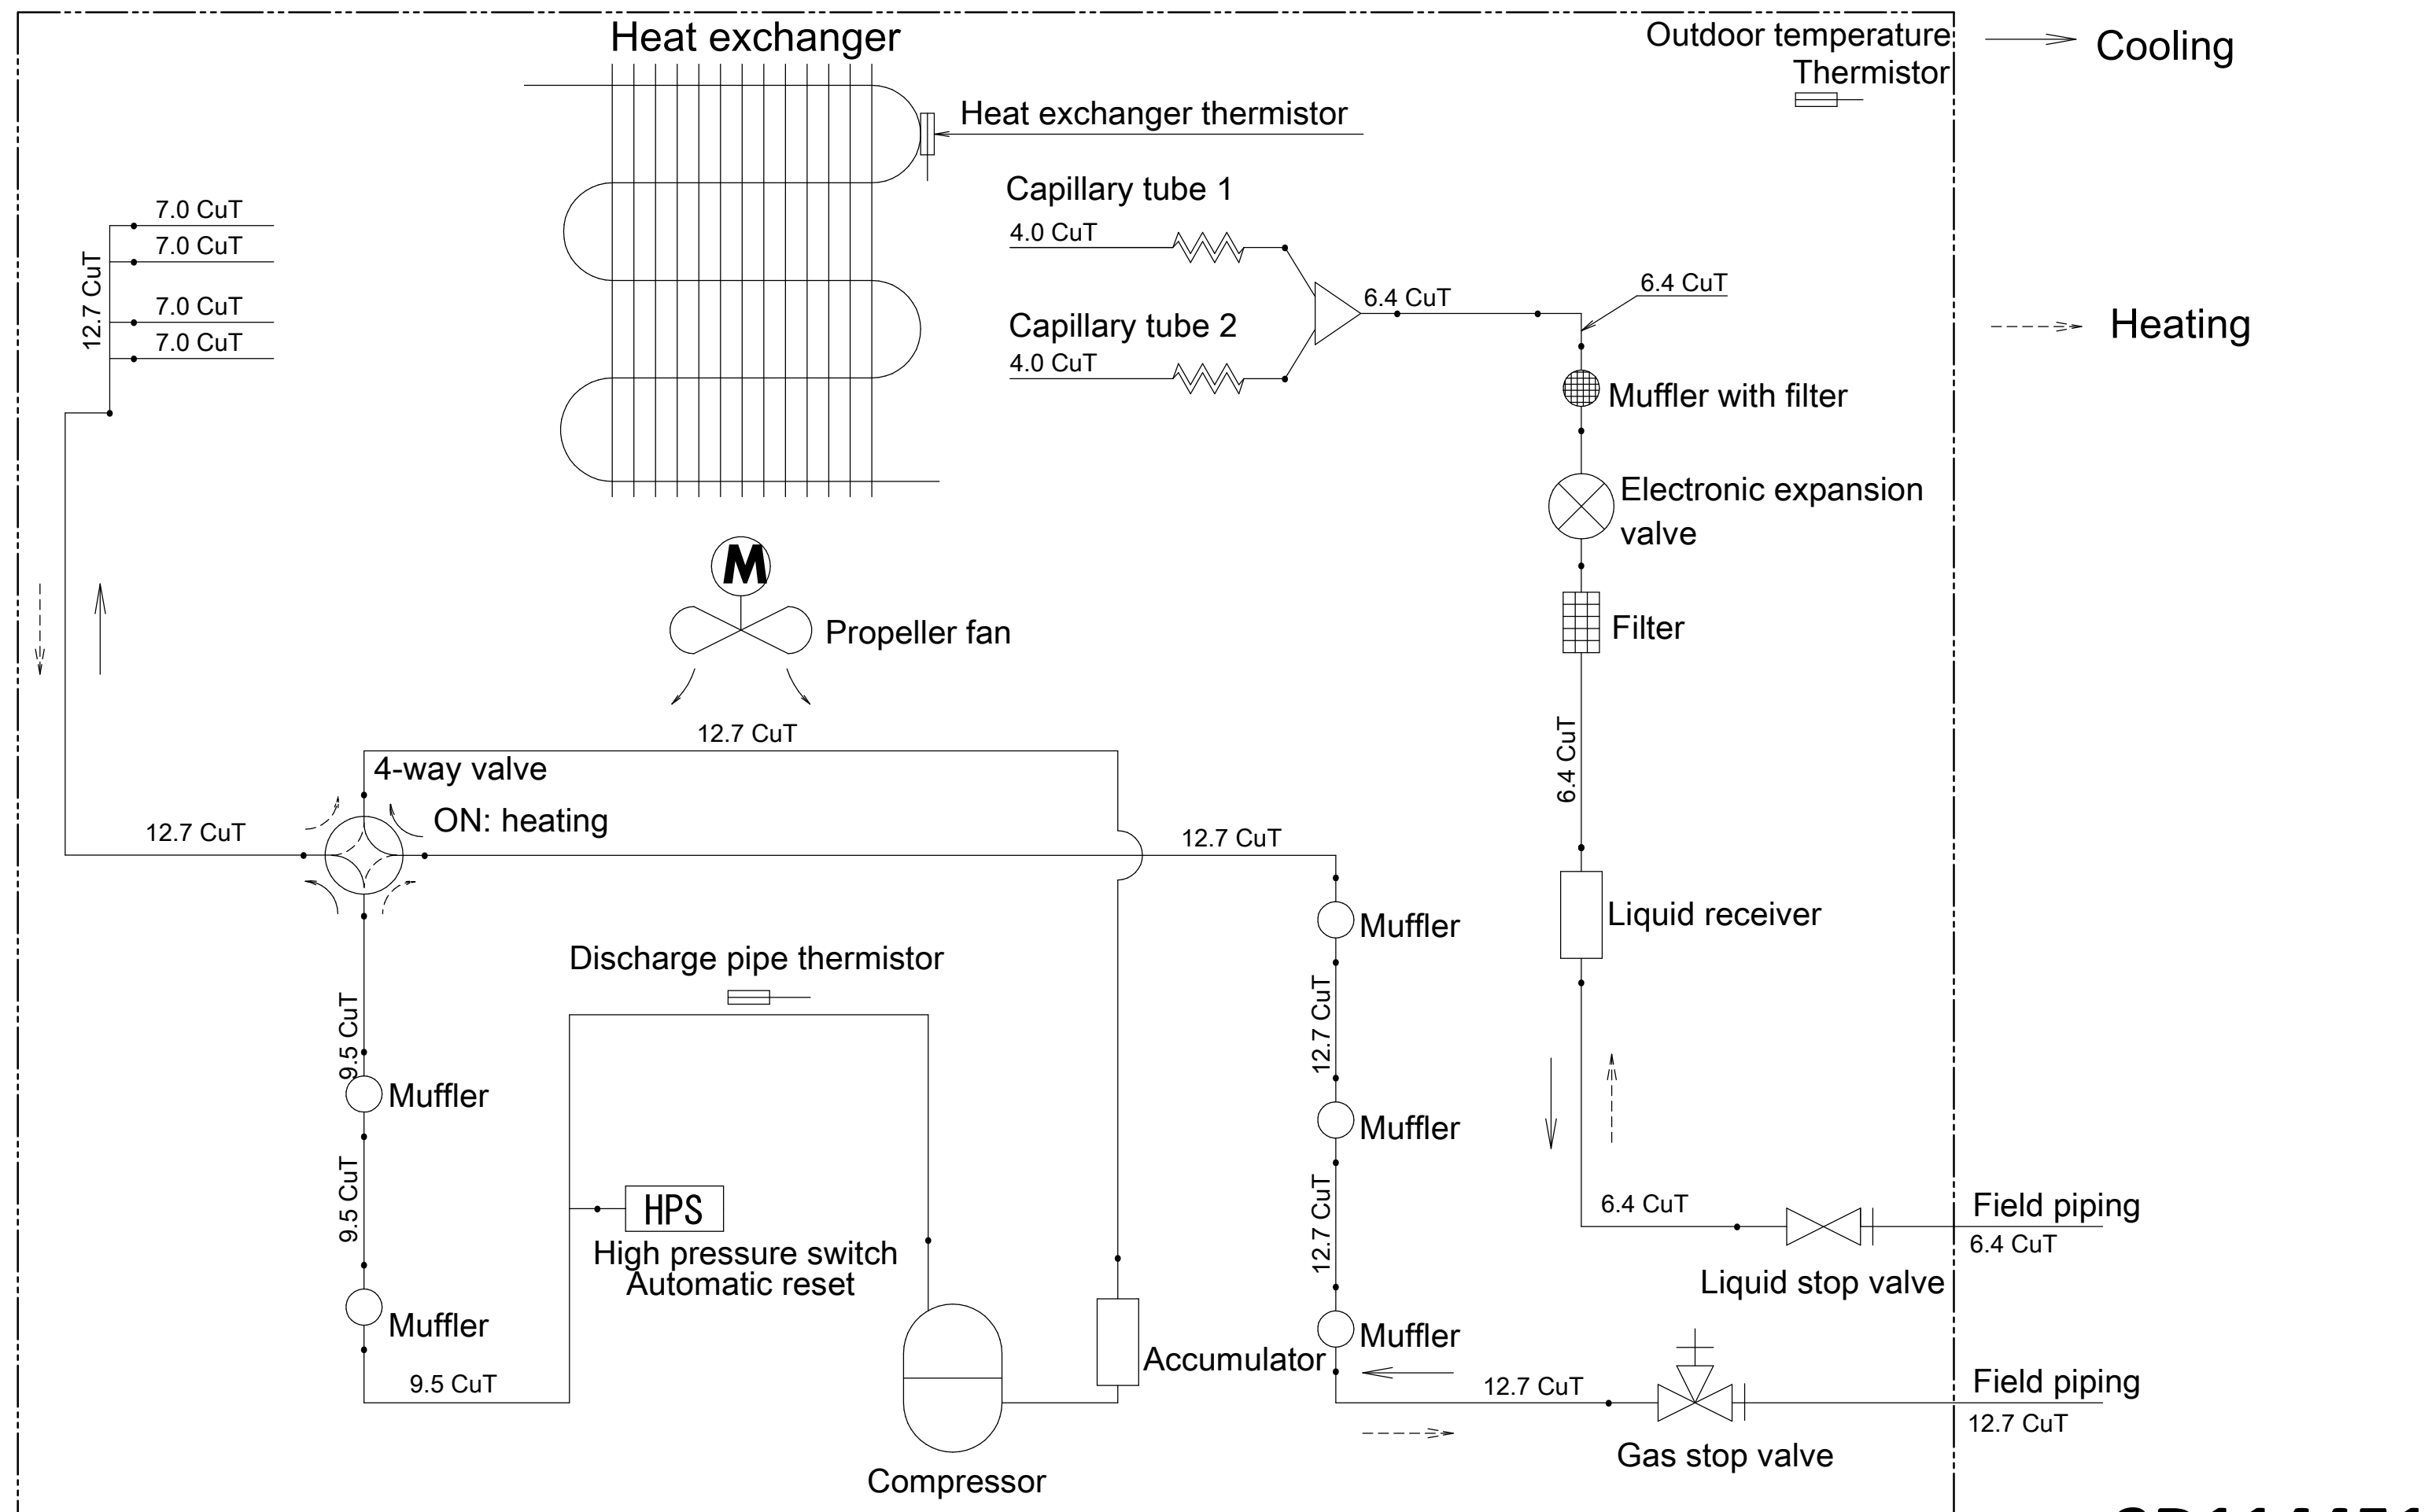 Heat exchanger
Outdoor temperature
Thermistor
Cooling
Heat exchanger thermistor
Capillary tube 1
4.0 CuT
7.0 CuT
7.0 CuT
7.0 CuT
7.0 CuT
12.7 CuT
6.4 CuT
6.4 CuT
Capillary tube 2
4.0 CuT
Heating
Muffler with filter
Electronic expansion
valve
M
Propeller fan
Filter
12.7 CuT
6.4 CuT
4-way valve
ON: heating
12.7 CuT
12.7 CuT
Muffler
Liquid receiver
Discharge pipe thermistor
9.5 CuT
12.7 CuT
Muffler
Muffler
9.5 CuT
HPS
High pressure switch
Automatic reset
12.7 CuT
6.4 CuT
Field piping
6.4 CuT
Liquid stop valve
Muffler
Muffler
Accumulator
9.5 CuT
12.7 CuT
Field piping
12.7 CuT
Gas stop valve
Compressor